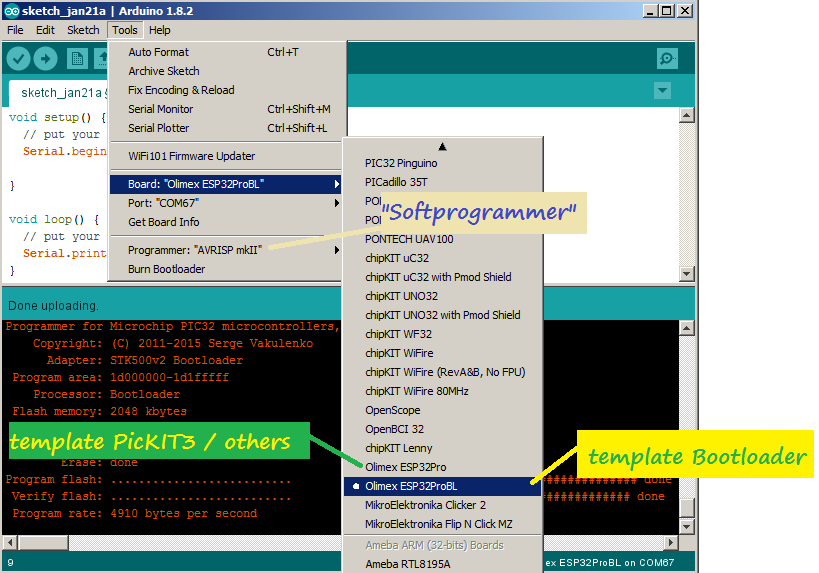 sketch_jan21a | Arduino 1.8.2
File Edit Sketch Tools Help
sketch_jan21a
void setup() {
// put your
Serial.begin
}
void loop() {
// put your
Serial.print
}
Auto Format Ctrl+T
Archive Sketch
Fix Encoding & Reload
Serial Monitor Ctrl+Shift+M
Serial Plotter Ctrl+Shift+L
WiFi101 Firmware Updater
Board: "Olimex ESP32ProBL"
Port: "COM67"
Get Board Info
Programmer: "AVRISP mkII"
Burn Bootloader
PIC32 Pinguino
PICadillo 35T
"Softprogrammer"
PONTECH UAV100
chipKIT uC32
chipKIT uC32 with Pmod Shield
chipKIT UNO32
chipKIT UNO32 with Pmod Shield
chipKIT WF32
chipKIT WiFire
chipKIT WiFire (RevA&B, No FPU)
chipKIT WiFire 80MHz
OpenScope
OpenBCI 32
chipKIT Lenny
Olimex ESP32Pro
Olimex ESP32ProBL
MikroElektronika Clicker 2
MikroElektronika Flip N Click MZ
Ameba ARM (32-bits) Boards
Ameba RTL8195A
Done uploading.
Programmer for Microchip PIC32 microcontrollers,
Copyright: (C) 2011-2015 Serge Vakulenko
Adapter: STK500v2 Bootloader
Program area: 1d000000-1d1fffff
Processor: Bootloader
Flash memory: 2048 kbytes
template PicKIT3 / others
template Bootloader
Erase: done
Program flash: .......................... ############## done
Verify flash: .......................... ############# done
Program rate: 4910 bytes per second
9 ex ESP32ProBL on COM67